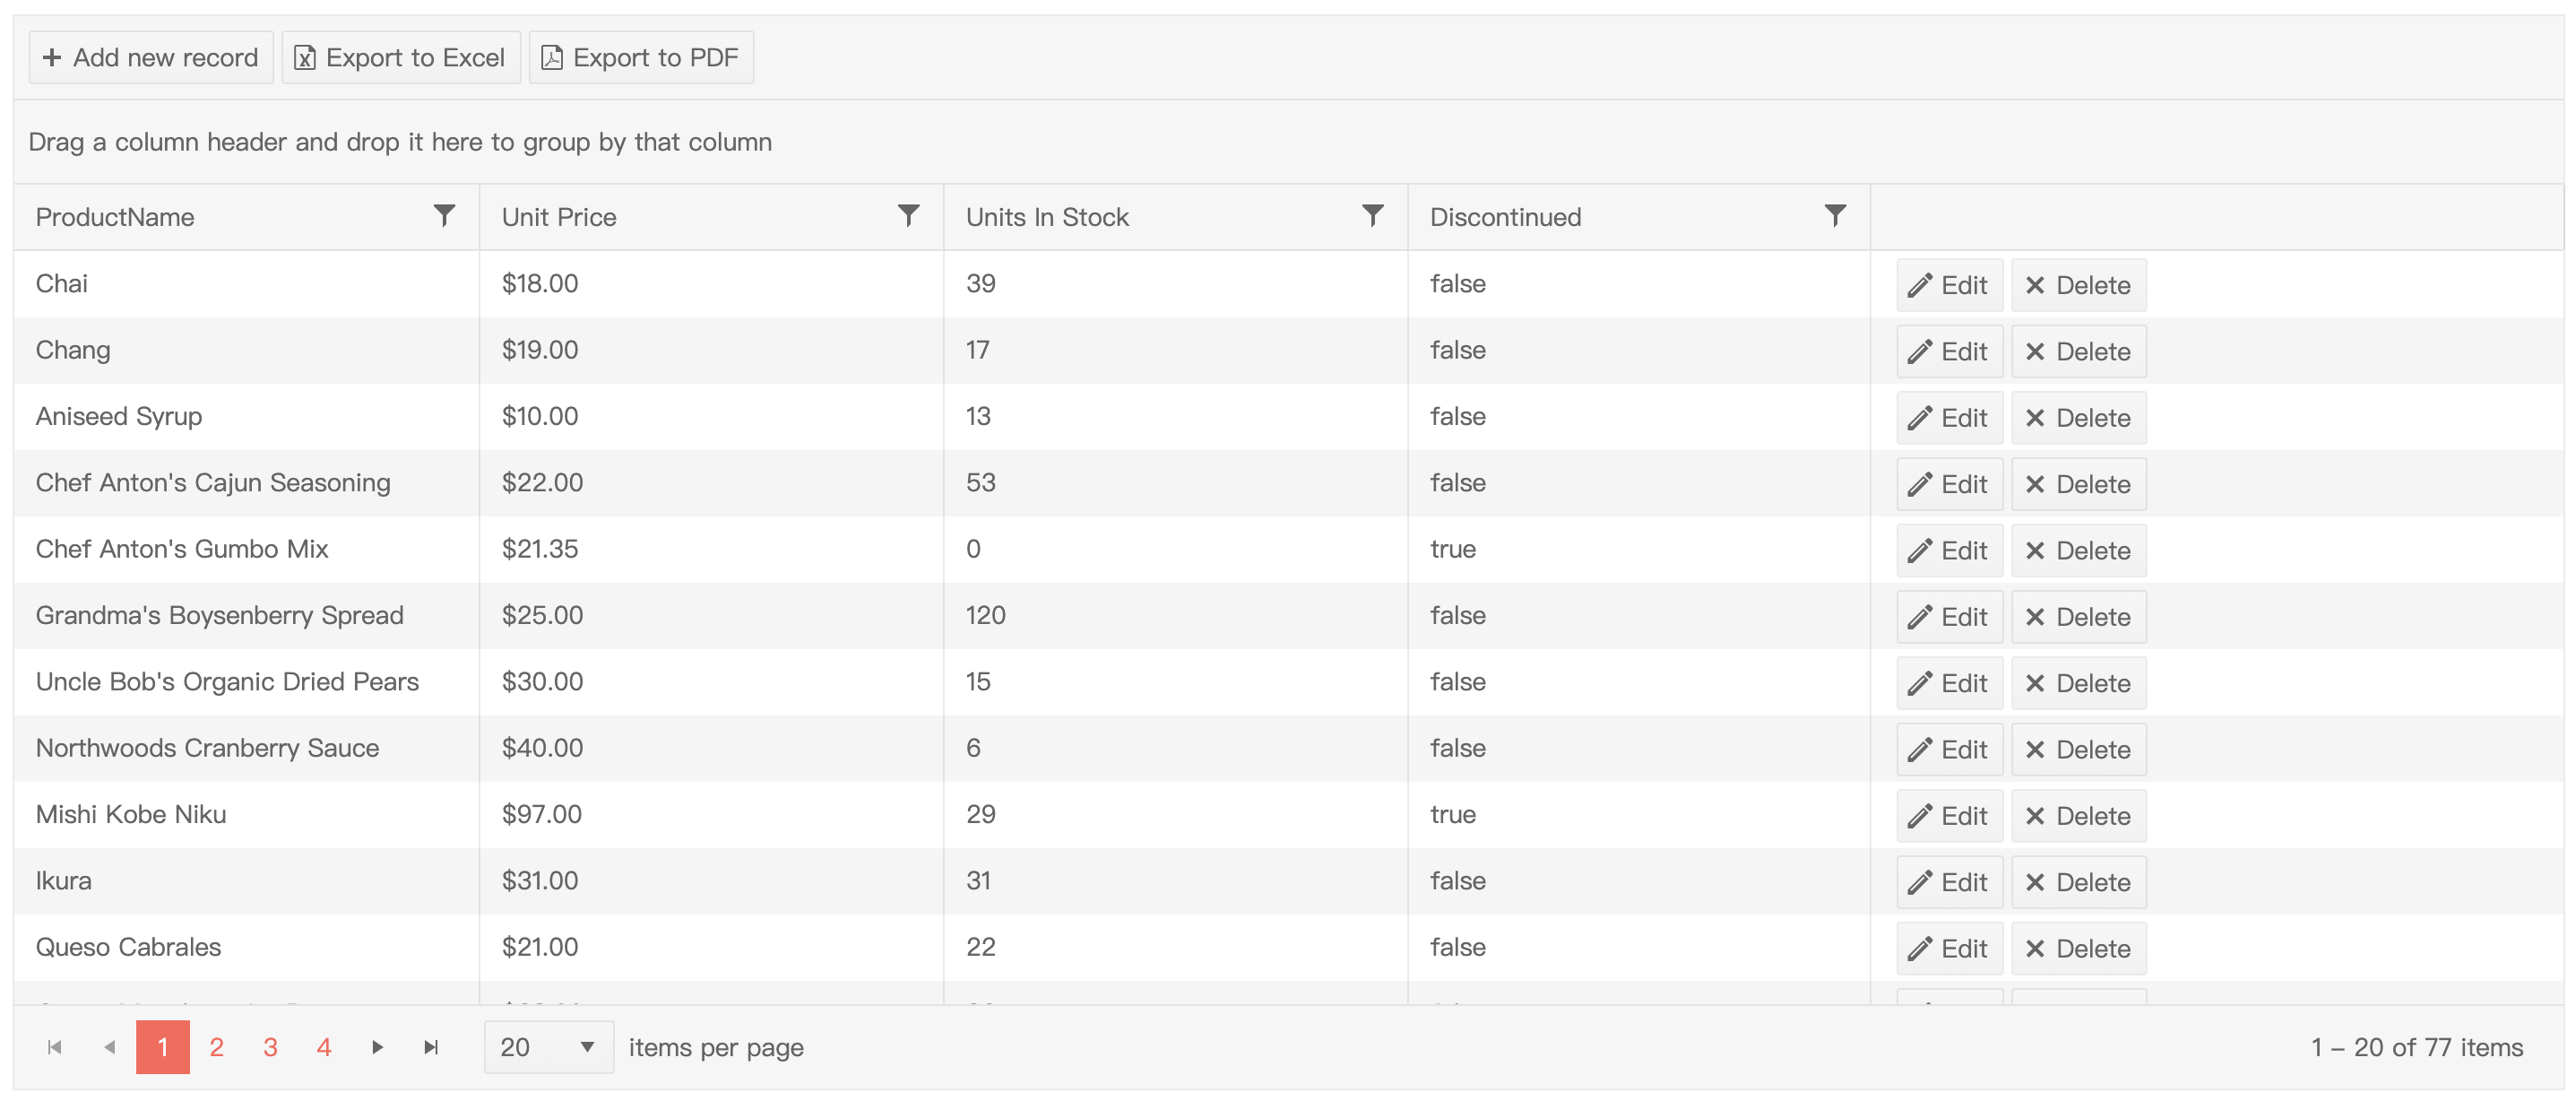 Add new record Export to Excel Export to PDF
Drag a column header and drop it here to group by that column
ProductName Unit Price Units In Stock Discontinued
Chai $18.00 39 false Edit Delete
Chang $19.00 17 false Edit Delete
Aniseed Syrup $10.00 13 false Edit Delete
Chef Anton's Cajun Seasoning $22.00 53 false Edit Delete
Chef Anton's Gumbo Mix $21.35 0 true Edit Delete
Grandma's Boysenberry Spread $25.00 120 false Edit Delete
Uncle Bob's Organic Dried Pears $30.00 15 false Edit Delete
Northwoods Cranberry Sauce $40.00 6 false Edit Delete
Mishi Kobe Niku $97.00 29 true Edit Delete
Ikura $31.00 31 false Edit Delete
Queso Cabrales $21.00 22 false Edit Delete
1 2 3 4 20 items per page 1 – 20 of 77 items